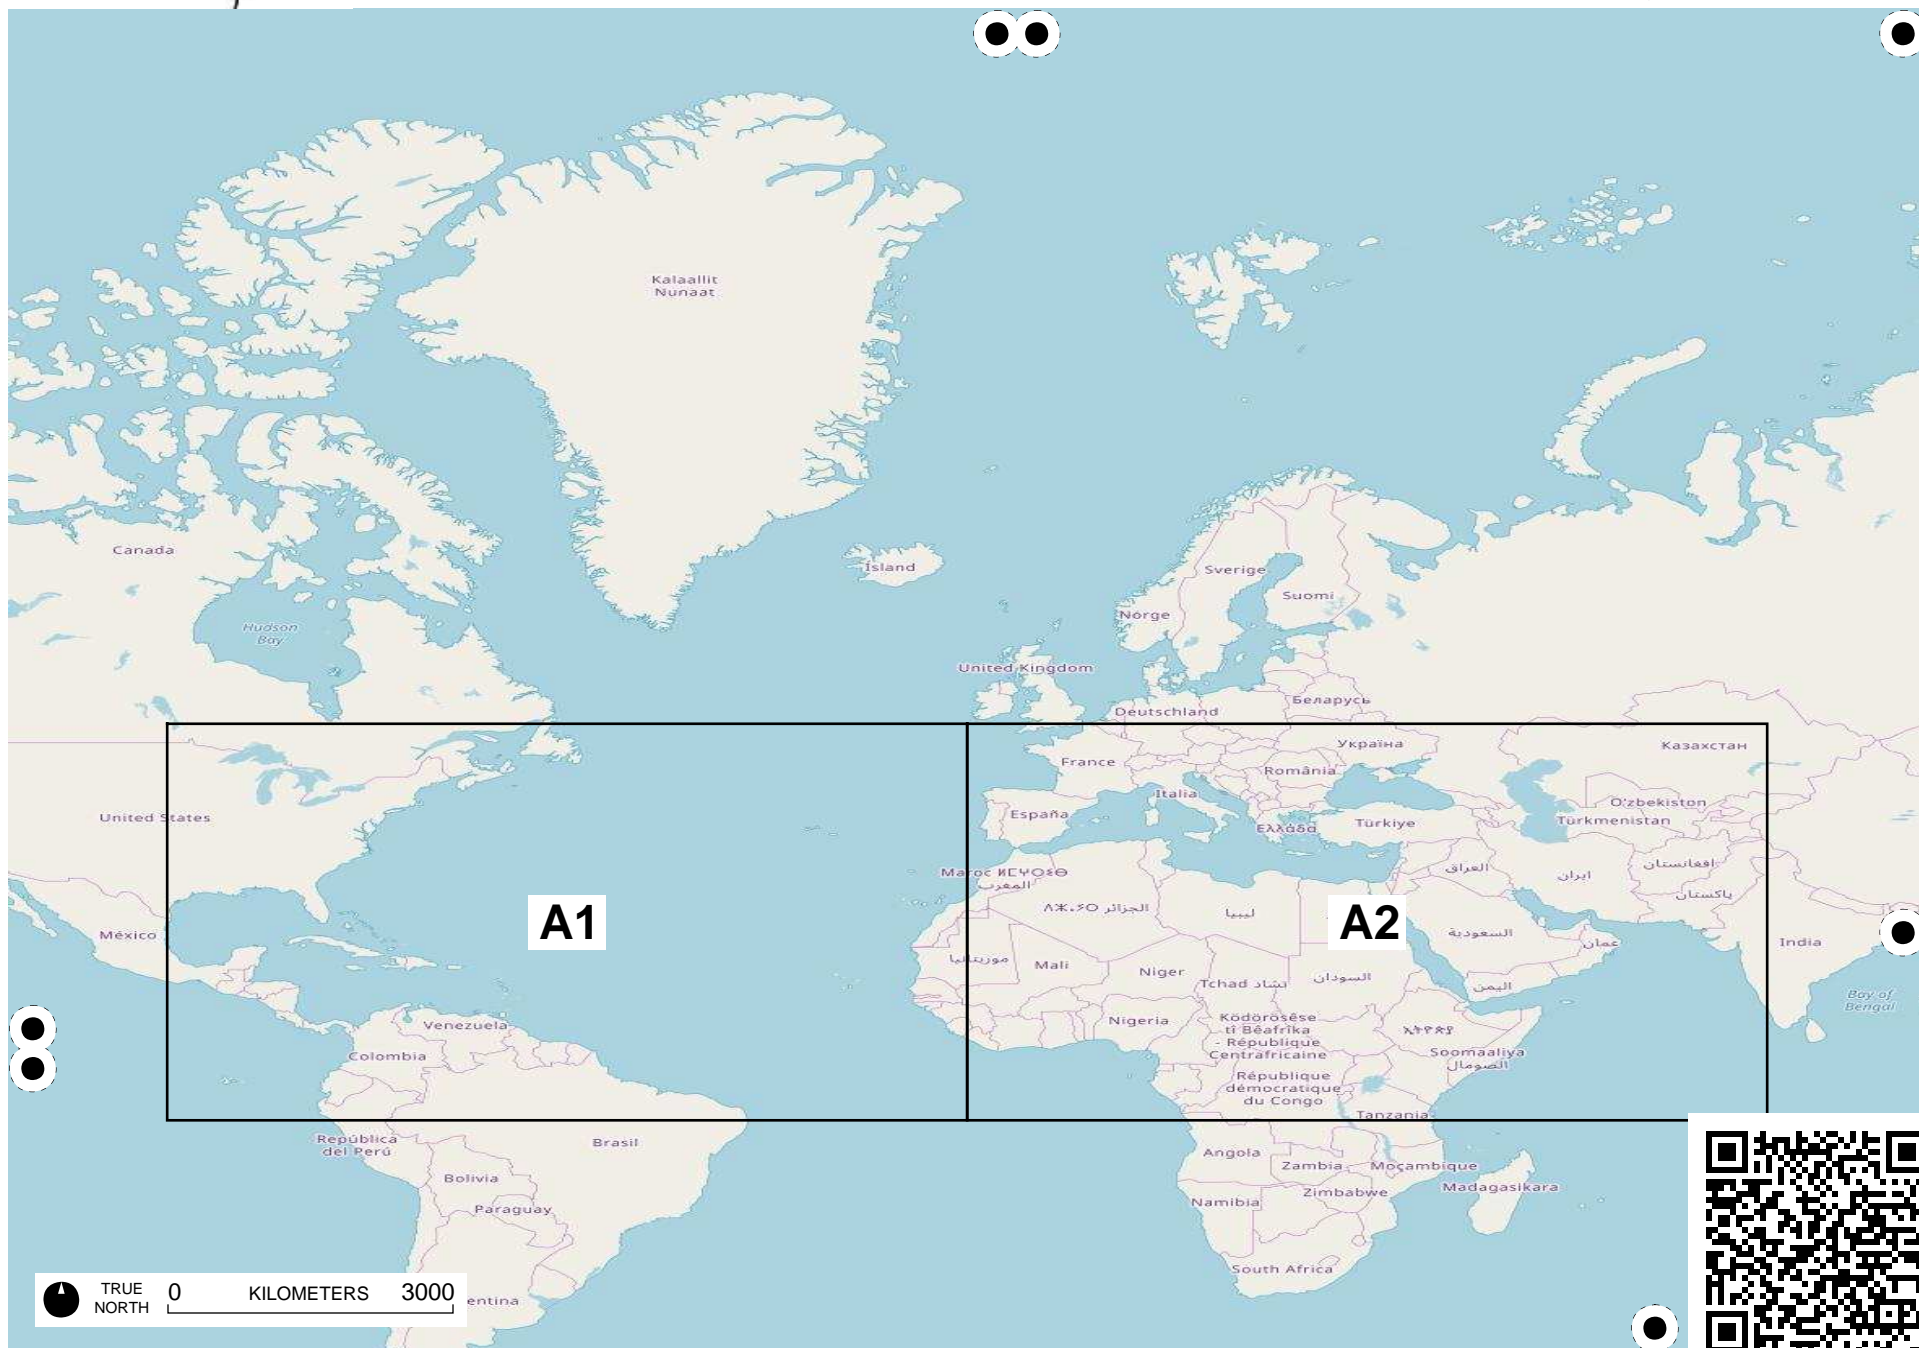 Kalaallit
Nunaat
Canada
Ísland
Sverige
Suomi
Norge
Hudson
Bay
United Kingdom
Беларусь
Deutschland
Україна
Казахстан
France
România
Italia
O'zbekiston
España
United States
Türkmenistan
Ελλάδα
Türkiye
افغانستان
العراق
Maroc ⵍⵎⵖⵔⵉⴱ
المغرب
ایران
پاکستان
الجزائر
ليبيا
A1
A2
México
السعودية
India
عمان
موريتانيا
Mali
Niger
السودان
Tchad تشاد
اليمن
Bay of
Bengal
Venezuela
Nigeria
Ködörösêse
tî Bêafrîka
- République
Centrafricaine
Colombia
Soomaaliya
الصومال
République
démocratique
du Congo
Tanzania
República
del Perú
Brasil
Angola
Zambia
Moçambique
Bolivia
Madagasikara
Zimbabwe
Namibia
Paraguay
South Africa
TRUE
NORTH
0 KILOMETERS 3000
entina